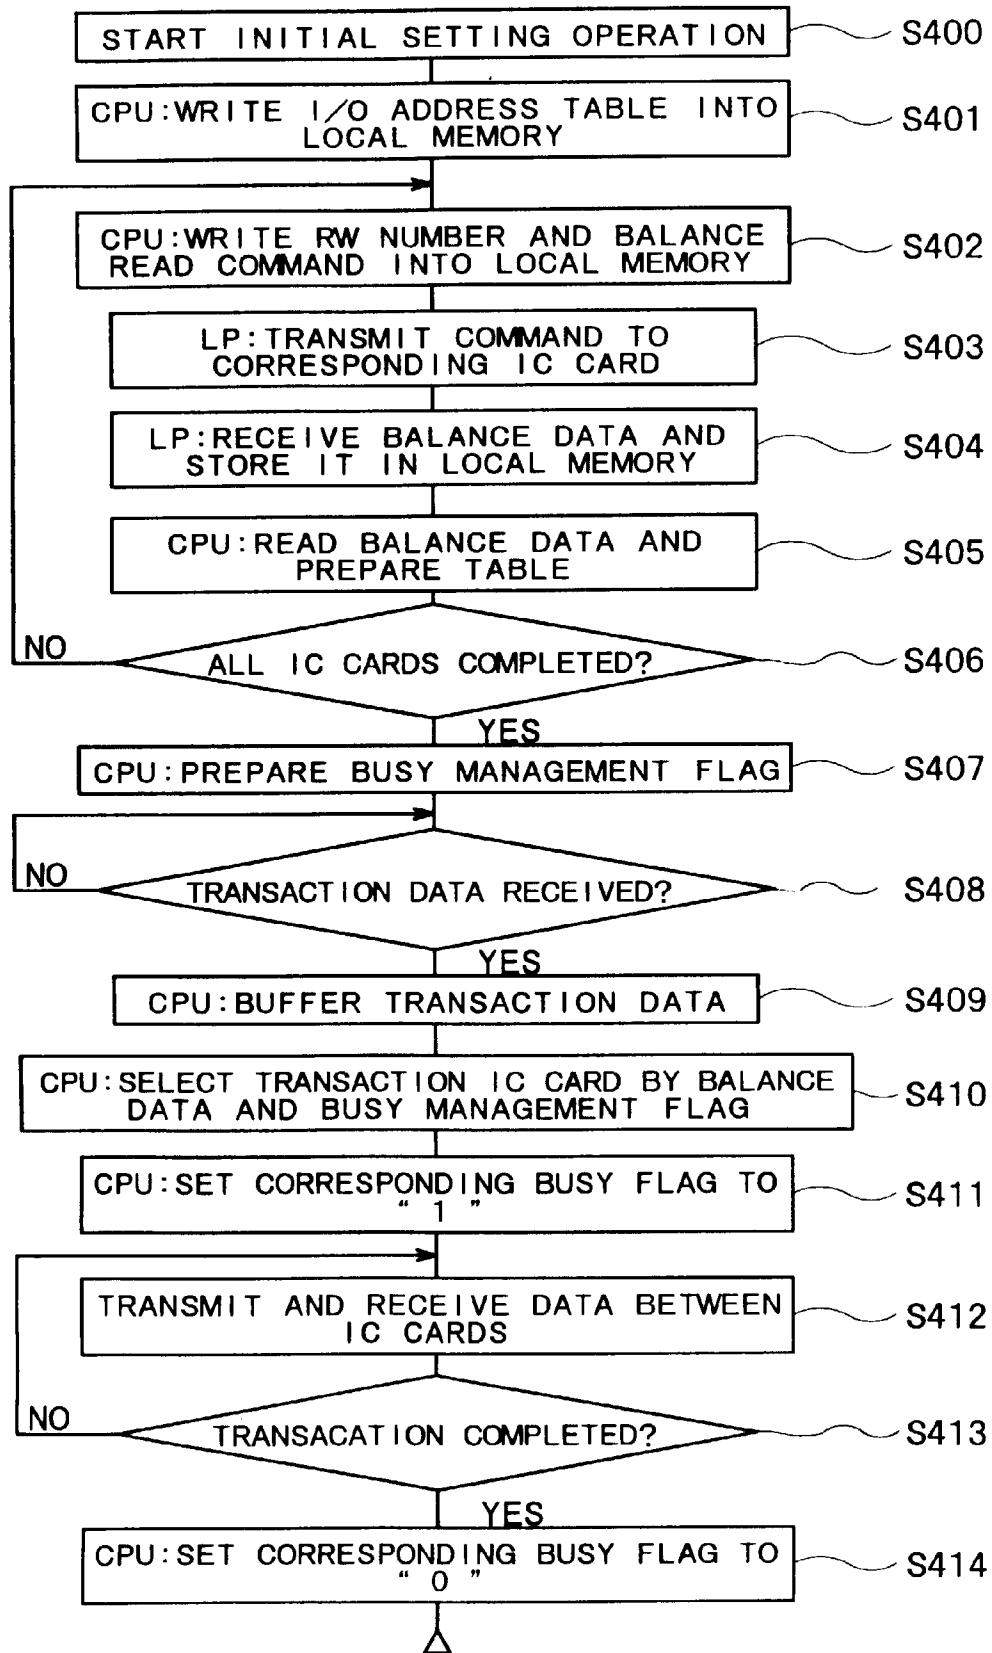 START INITIAL SETTING OPERATION
S400
CPU:WRITE I/O ADDRESS TABLE INTO
LOCAL MEMORY
S401
CPU:WRITE RW NUMBER AND BALANCE
READ COMMAND INTO LOCAL MEMORY
S402
LP:TRANSMIT COMMAND TO
CORRESPONDING IC CARD
S403
LP:RECEIVE BALANCE DATA AND
STORE IT IN LOCAL MEMORY
S404
CPU:READ BALANCE DATA AND
PREPARE TABLE
S405
NO
ALL IC CARDS COMPLETED?
S406
YES
CPU:PREPARE BUSY MANAGEMENT FLAG
S407
NO
TRANSACTION DATA RECEIVED?
S408
YES
CPU:BUFFER TRANSACTION DATA
S409
CPU:SELECT TRANSACTION IC CARD BY BALANCE
DATA AND BUSY MANAGEMENT FLAG
S410
CPU:SET CORRESPONDING BUSY FLAG TO
“ 1 ”
S411
TRANSMIT AND RECEIVE DATA BETWEEN
IC CARDS
S412
NO
TRANSACATION COMPLETED?
S413
YES
CPU:SET CORRESPONDING BUSY FLAG TO
“ 0 ”
S414